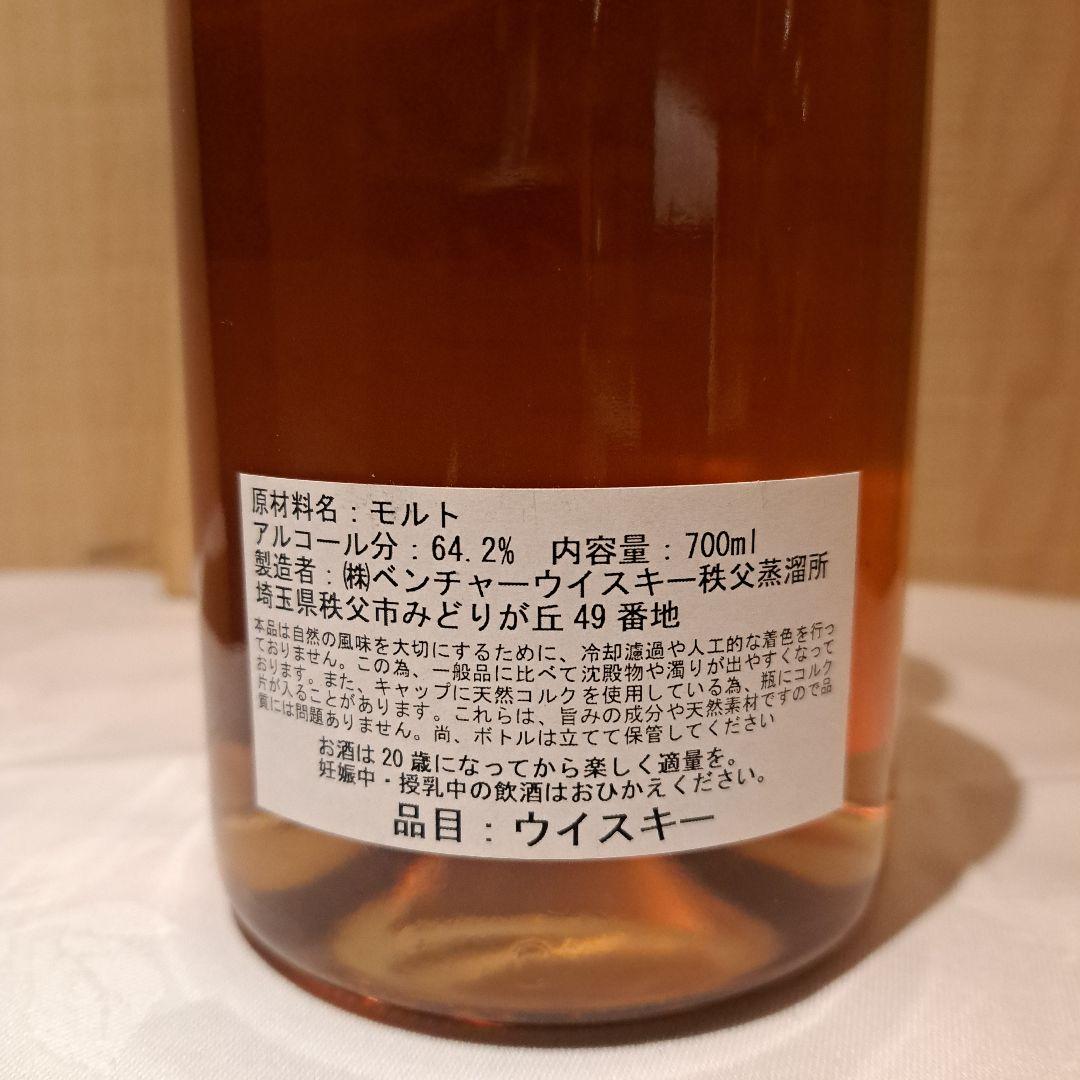 原材料名：モルト
アルコール分：64.2%　内容量：700ml
製造者：㈱ベンチャーウイスキー秩父蒸溜所
埼玉県秩父市みどりが丘49番地
本品は自然の風味を大切にするために、冷却濾過や人工的な着色を行っ
ておりません。この為、一般品に比べて沈殿物や濁りが出やすくなって
おります。また、キャップに天然コルクを使用している為、瓶にコルク
片が入ることがあります。これらは、旨みの成分や天然素材ですので品
質には問題ありません。尚、ボトルは立てて保管してください
お酒は20歳になってから楽しく適量を。
妊娠中・授乳中の飲酒はおひかえください。
品目：ウイスキー